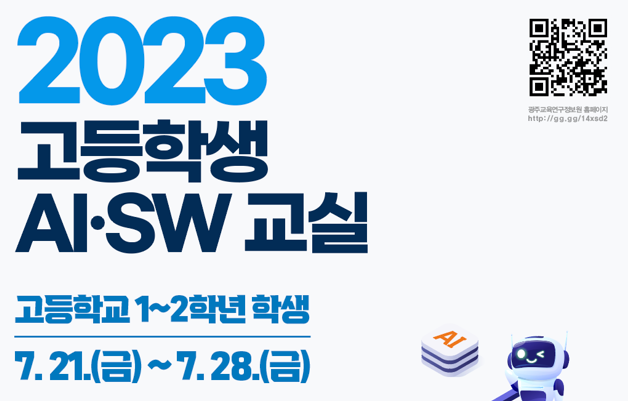 2023
고등학생
AI·SW 교실
고등학교 1~2학년 학생
7. 21.(금) ~ 7. 28.(금)
광주교육연구정보원 홈페이지
http://gg.gg/14xsd2
AI